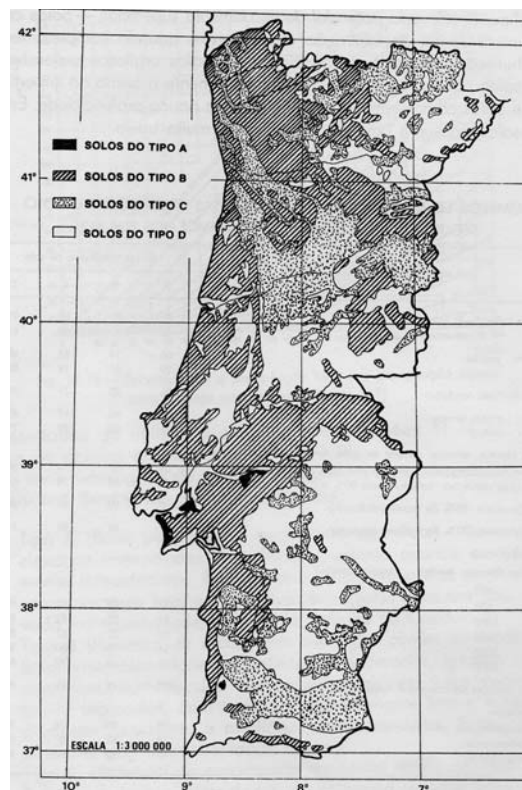 42°
41°
40°
39°
38°
37°
SOLOS DO TIPO A
SOLOS DO TIPO B
SOLOS DO TIPO C
SOLOS DO TIPO D
ESCALA 1:3 000 000
10° 9° 8° 7°